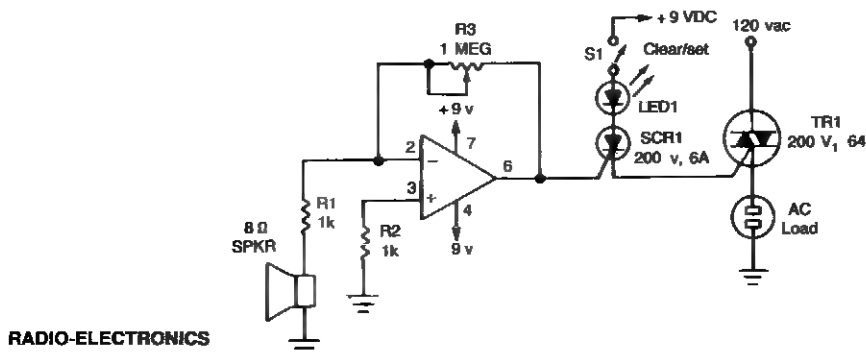 + 9 VDC
R3
1 MEG
120 vac
S1
Clear/set
LED1
+ 9 v
TR1
200 V, 64
SCR1
200 v, 6A
2
−
7
6
3
+
4
R1
1k
R2
1k
9 v
8 Ω
SPKR
AC
Load
RADIO-ELECTRONICS